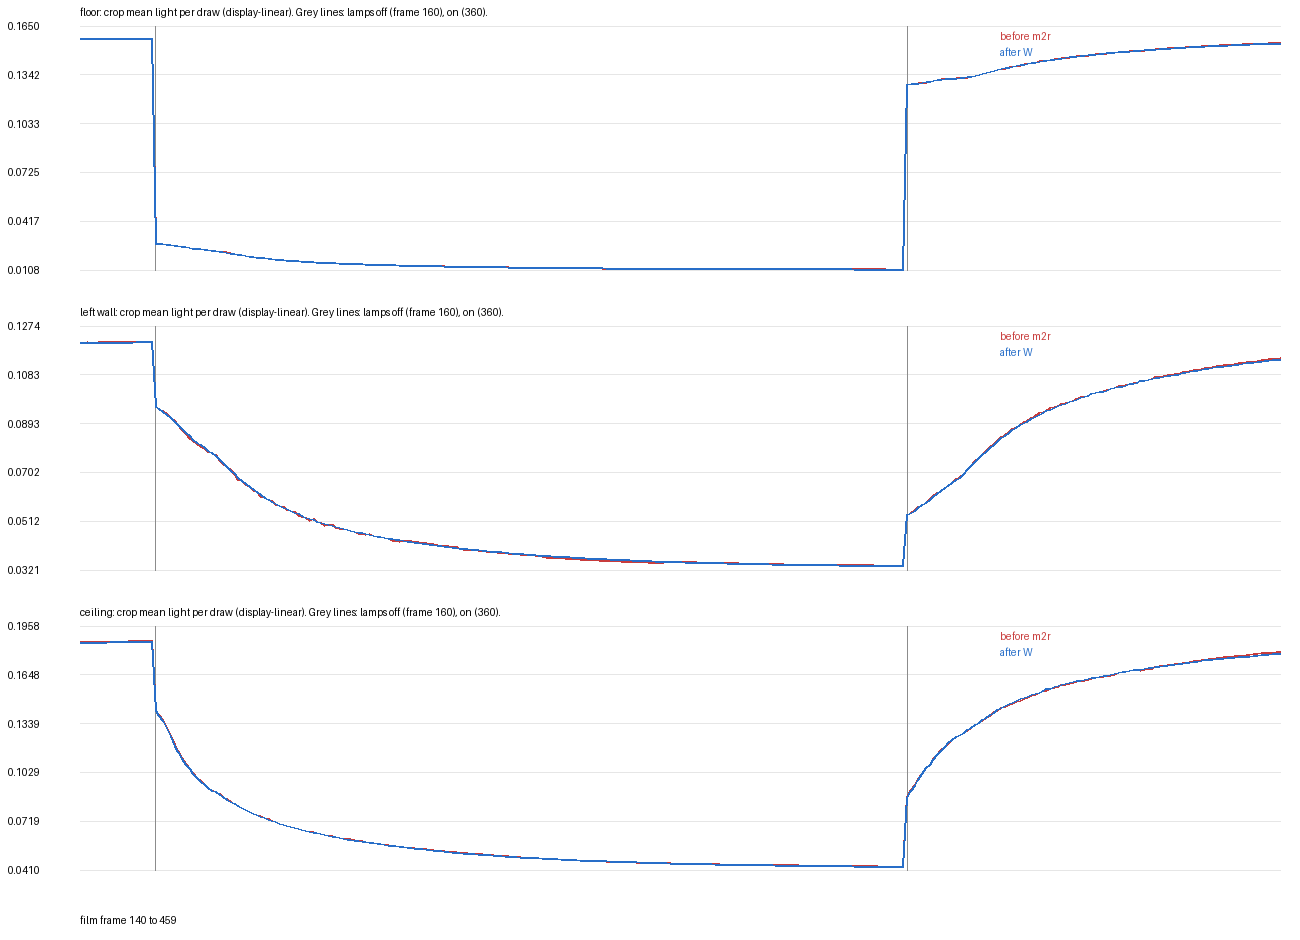 floor: crop mean light per draw (display-linear). Grey lines: lamps off (frame 160), on (360).
0.1650
before m2r
after W
0.1342
0.1033
0.0725
0.0417
0.0108
left wall: crop mean light per draw (display-linear). Grey lines: lamps off (frame 160), on (360).
0.1274
before m2r
after W
0.1083
0.0893
0.0702
0.0512
0.0321
ceiling: crop mean light per draw (display-linear). Grey lines: lamps off (frame 160), on (360).
0.1958
before m2r
after W
0.1648
0.1339
0.1029
0.0719
0.0410
film frame 140 to 459